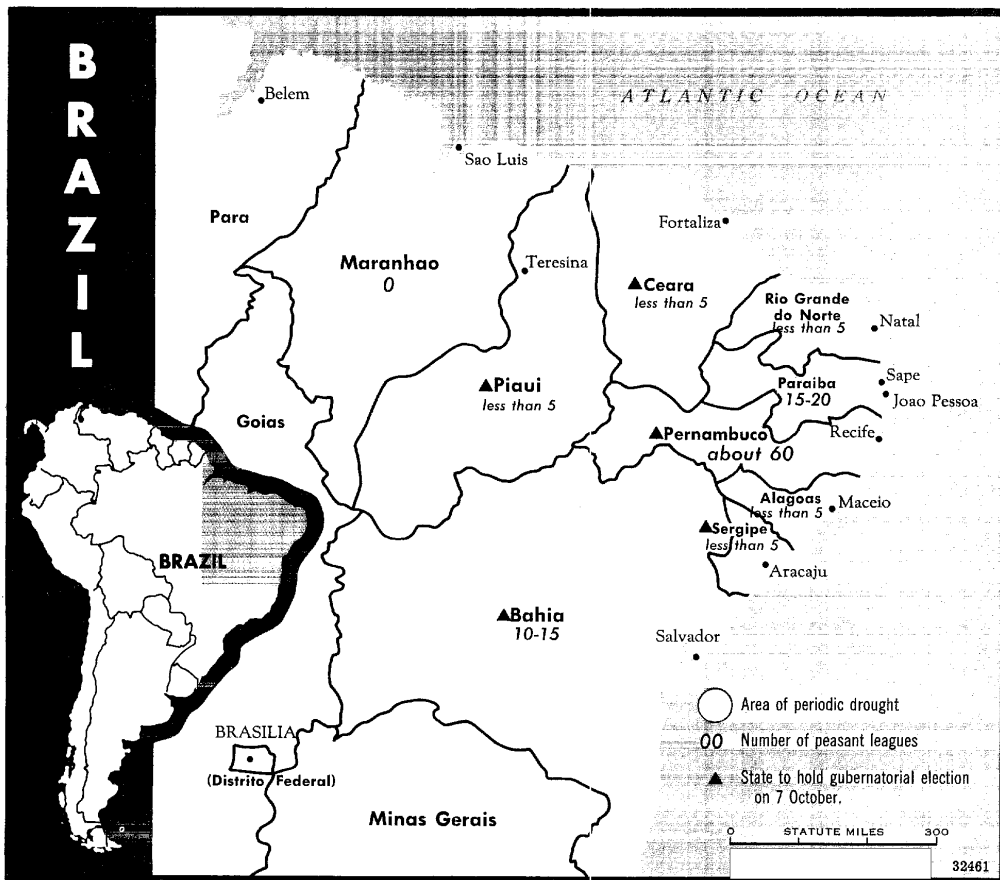 BRAZIL
ATLANTIC OCEAN
Belem
Sao Luis
Para
Fortaliza
Maranhao
0
Teresina
Ceara
less than 5
Rio Grande
do Norte
less than 5
Natal
Piaui
less than 5
Paraiba
15-20
Sape
Joao Pessoa
Goias
Pernambuco
about 60
Recife
Alagoas
less than 5
Maceio
Sergipe
less than 5
Aracaju
BRAZIL
Bahia
10-15
Salvador
BRASILIA
(Distrito Federal)
Minas Gerais
Area of periodic drought
00 Number of peasant leagues
State to hold gubernatorial election
on 7 October.
0 STATUTE MILES 300
32461